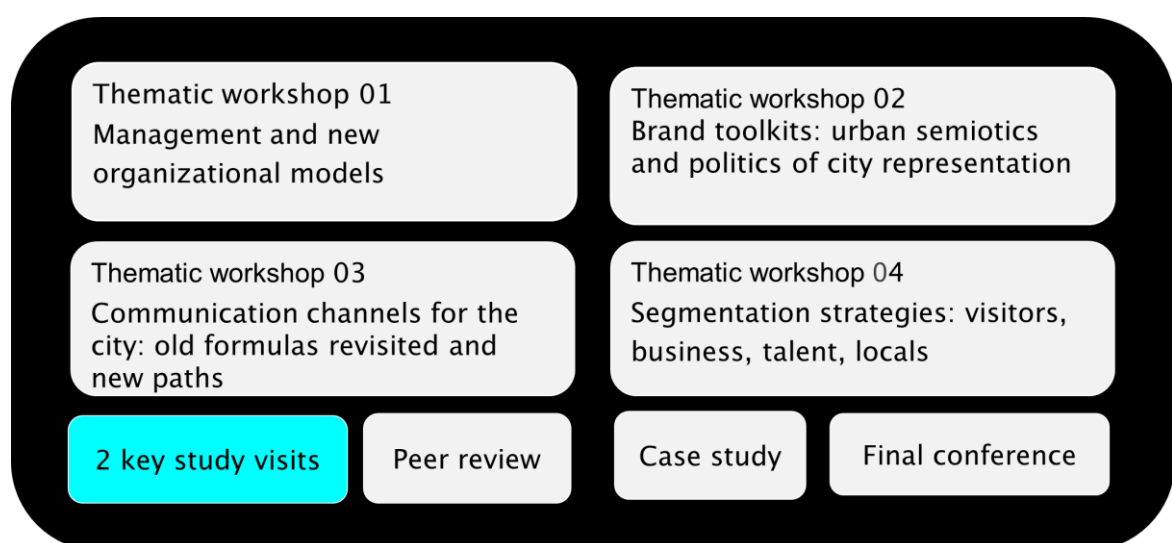 Thematic workshop 01
Management and new
organizational models
Thematic workshop 02
Brand toolkits: urban semiotics
and politics of city representation
Thematic workshop 03
Communication channels for the
city: old formulas revisited and
new paths
Thematic workshop 04
Segmentation strategies: visitors,
business, talent, locals
2 key study visits
Peer review
Case study
Final conference